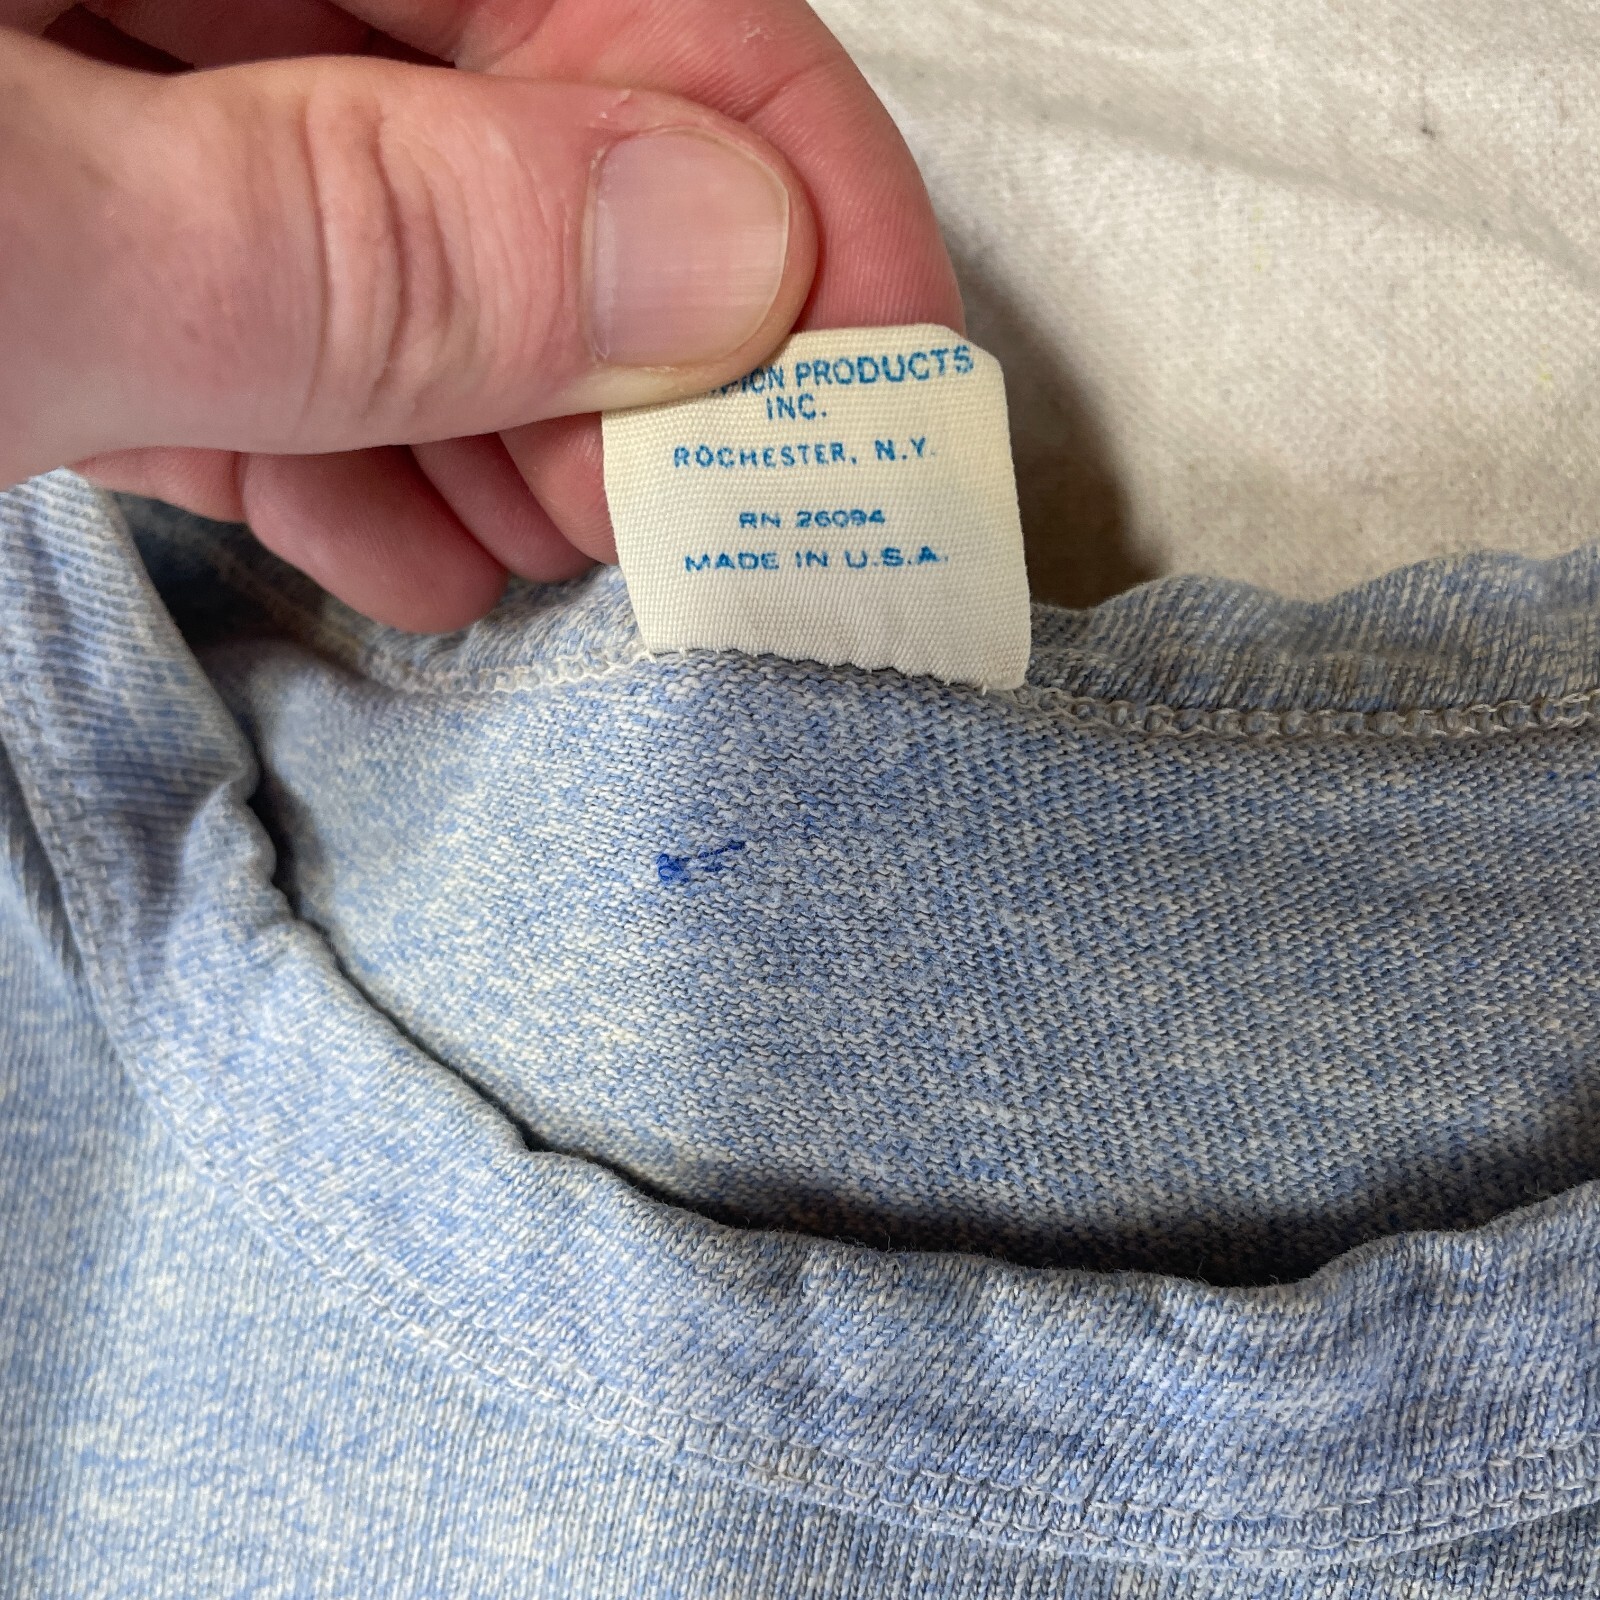 PRODUCTS
INC.
ROCHESTER, N.Y.
RN 26094
MADE IN U.S.A.